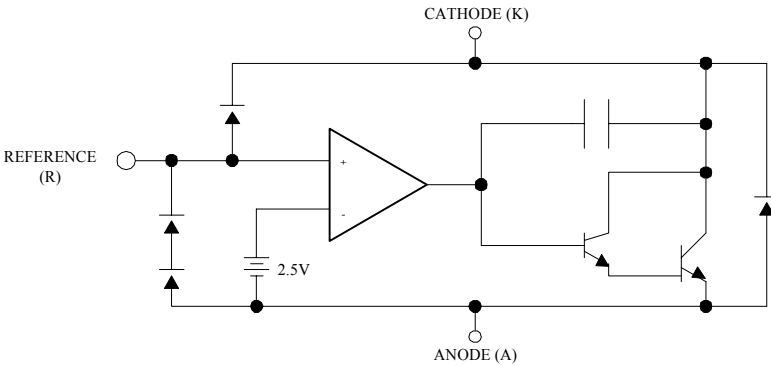 CATHODE (K)
REFERENCE
(R)
+
-
2.5V
ANODE (A)